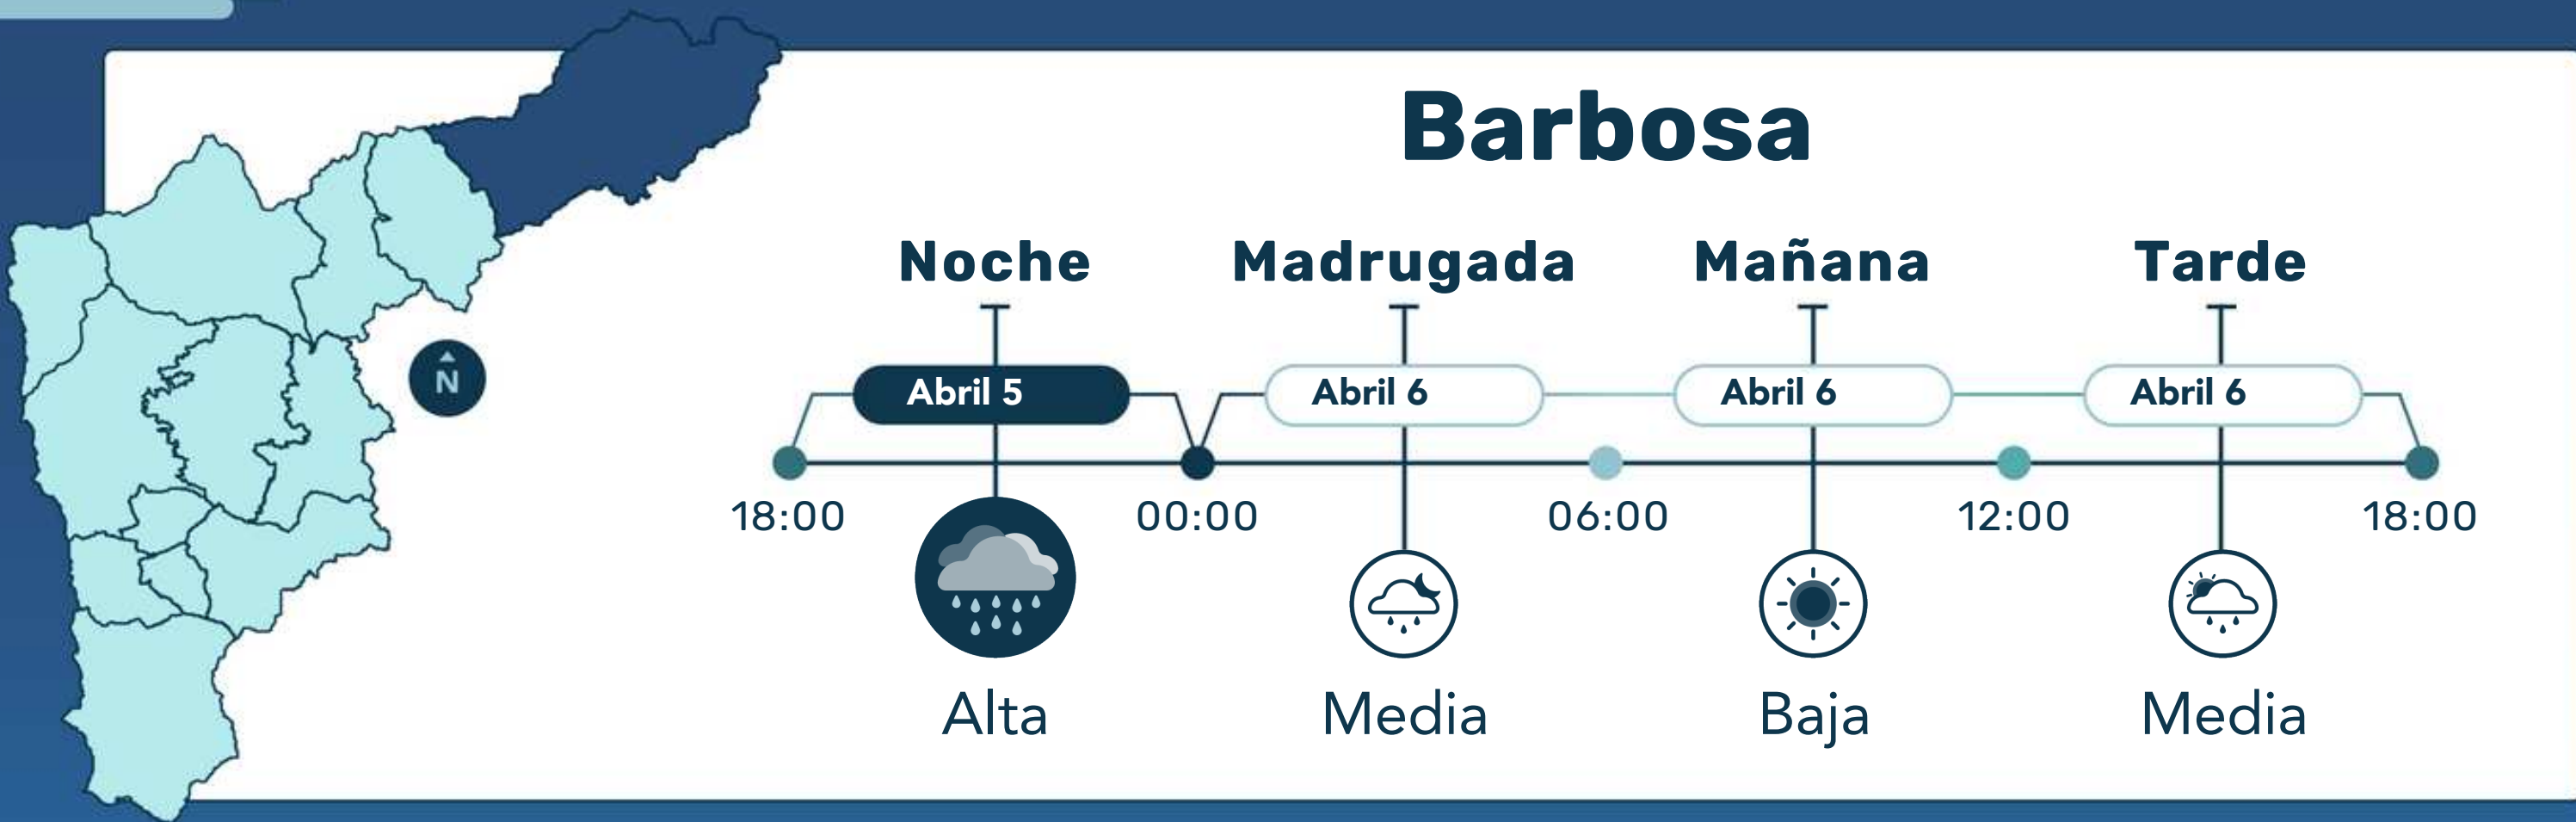 Barbosa
Noche Madrugada Mañana Tarde
Abril 5 Abril 6 Abril 6 Abril 6
N
18:00 00:00 06:00 12:00 18:00
Alta Media Baja Media